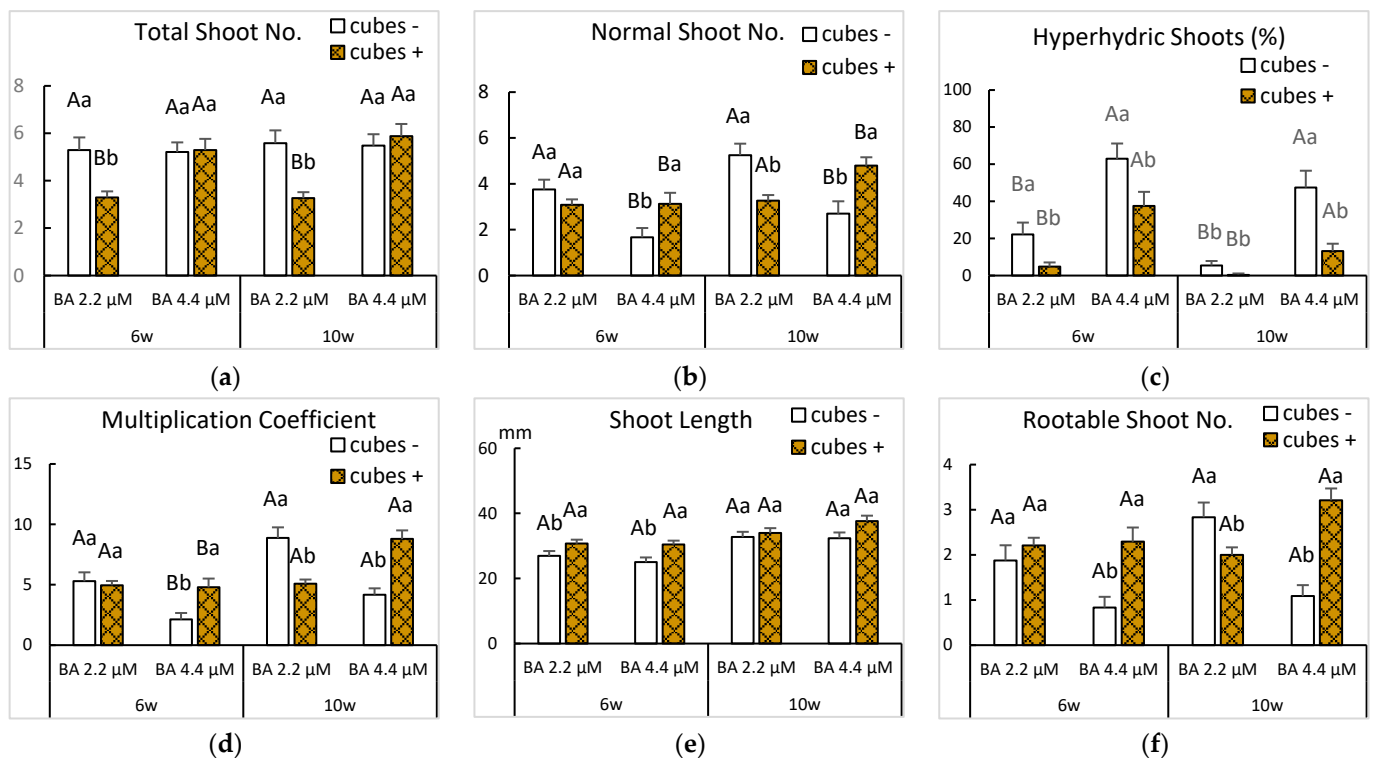 Total Shoot No.
cubes -
cubes +
8
6
4
2
0
Aa
Bb
Aa
Aa
Aa
Bb
Aa
Aa
BA 2.2 µM
BA 4.4 µM
BA 2.2 µM
BA 4.4 µM
6w
10w
(a)
Normal Shoot No.
cubes -
cubes +
8
6
4
2
0
Aa
Aa
Bb
Ba
Aa
Ab
Bb
Ba
BA 2.2 µM
BA 4.4 µM
BA 2.2 µM
BA 4.4 µM
6w
10w
(b)
Hyperhydric Shoots (%)
cubes -
cubes +
100
80
60
40
20
0
Ba
Bb
Aa
Ab
Bb
Bb
Aa
Ab
BA 2.2 µM
BA 4.4 µM
BA 2.2 µM
BA 4.4 µM
6w
10w
(c)
Multiplication Coefficient
cubes -
cubes +
15
10
5
0
Aa
Aa
Bb
Ba
Aa
Ab
Ab
Aa
BA 2.2 µM
BA 4.4 µM
BA 2.2 µM
BA 4.4 µM
6w
10w
(d)
Shoot Length
mm
cubes -
cubes +
60
40
20
0
Ab
Aa
Ab
Aa
Aa
Aa
Aa
Aa
BA 2.2 µM
BA 4.4 µM
BA 2.2 µM
BA 4.4 µM
6w
10w
(e)
Rootable Shoot No.
cubes -
cubes +
4
3
2
1
0
Aa
Aa
Ab
Aa
Aa
Ab
Ab
Aa
BA 2.2 µM
BA 4.4 µM
BA 2.2 µM
BA 4.4 µM
6w
10w
(f)